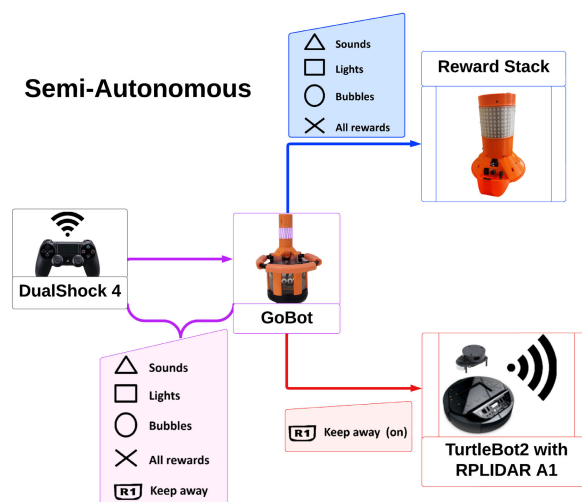 Semi-Autonomous
Sounds
Lights
Bubbles
All rewards
Reward Stack
DualShock 4
GoBot
Sounds
Lights
Bubbles
All rewards
R1 Keep away
R1 Keep away (on)
TurtleBot2 with
RPLIDAR A1